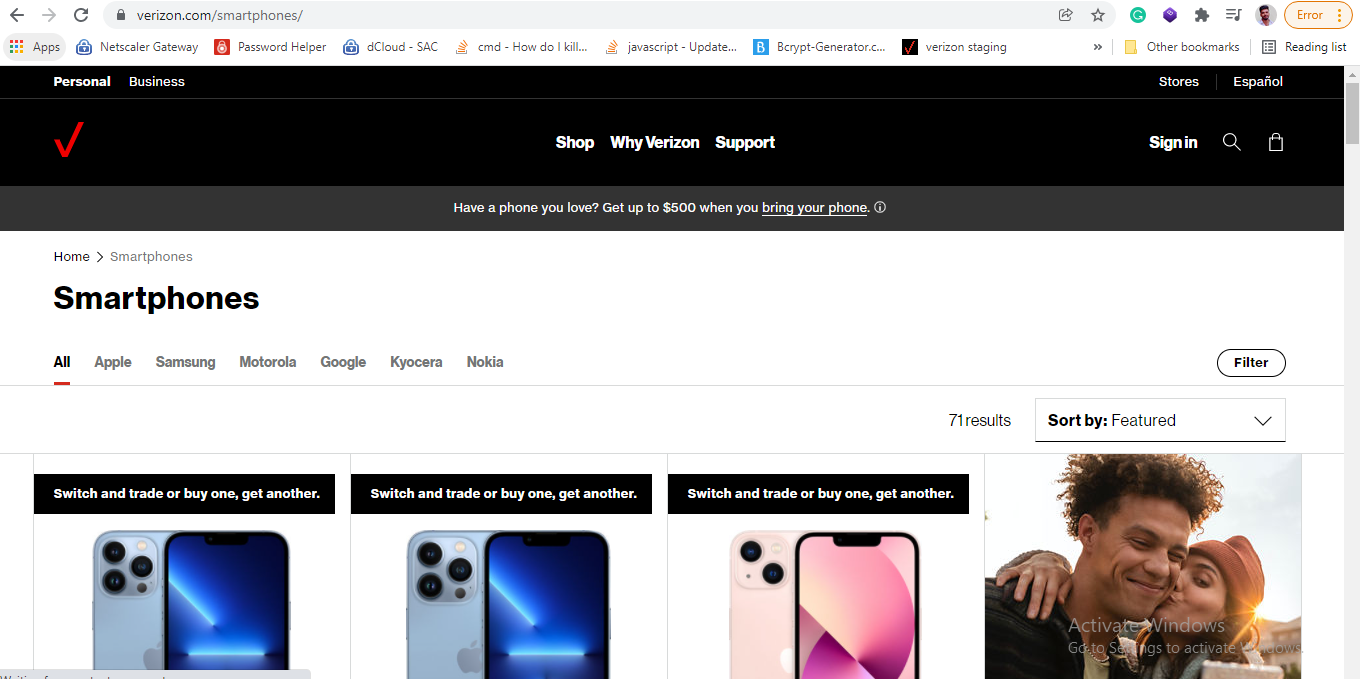 verizon.com/smartphones/
Error
Apps
Netscaler Gateway
Password Helper
dCloud - SAC
cmd - How do I kill...
javascript - Update...
Bcrypt-Generator.c...
verizon staging
»
Other bookmarks
Reading list
Personal Business
Stores
Español
Shop Why Verizon Support
Sign in
Have a phone you love? Get up to $500 when you bring your phone.
Home > Smartphones
Smartphones
All Apple Samsung Motorola Google Kyocera Nokia
Filter
71 results
Sort by: Featured
Switch and trade or buy one, get another.
Switch and trade or buy one, get another.
Switch and trade or buy one, get another.
Activate Windows
Go to Settings to activate Windows.